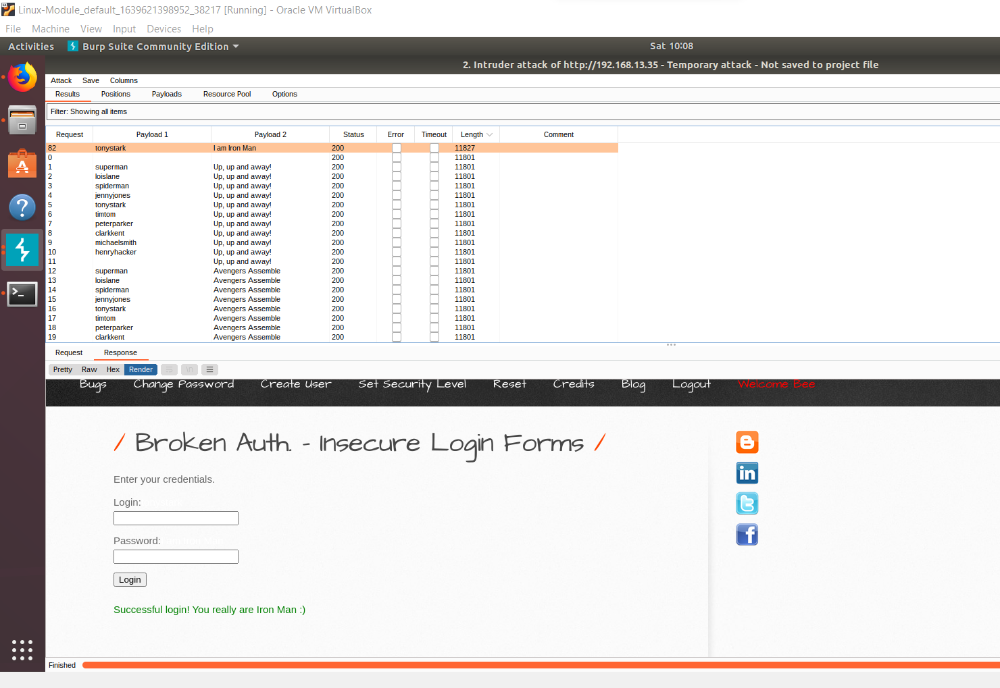 Linux-Module_default_1639621398952_38217 [Running] - Oracle VM VirtualBox
File Machine View Input Devices Help
Activities Burp Suite Community Edition Sat 10:08
2. Intruder attack of http://192.168.13.35 - Temporary attack - Not saved to project file
Attack Save Columns
Results Positions Payloads Resource Pool Options
Filter: Showing all items
Request Payload 1 Payload 2 Status Error Timeout Length Comment
82 tonystark I am Iron Man 200 11827
0 200 11801
1 superman Up, up and away! 200 11801
2 loislane Up, up and away! 200 11801
3 spiderman Up, up and away! 200 11801
4 jennyjones Up, up and away! 200 11801
5 tonystark Up, up and away! 200 11801
6 timtom Up, up and away! 200 11801
7 peterparker Up, up and away! 200 11801
8 clarkkent Up, up and away! 200 11801
9 michaelsmith Up, up and away! 200 11801
10 henryhacker Up, up and away! 200 11801
11 Up, up and away! 200 11801
12 superman Avengers Assemble 200 11801
13 loislane Avengers Assemble 200 11801
14 spiderman Avengers Assemble 200 11801
15 jennyjones Avengers Assemble 200 11801
16 tonystark Avengers Assemble 200 11801
17 timtom Avengers Assemble 200 11801
18 peterparker Avengers Assemble 200 11801
19 clarkkent Avengers Assemble 200 11801
Request Response
Pretty Raw Hex Render \n
Bugs Change Password Create User Set Security Level Reset Credits Blog Logout Welcome Bee
/ Broken Auth. - Insecure Login Forms /
Enter your credentials.
Login:
Password:
Login
Successful login! You really are Iron Man :)
Finished